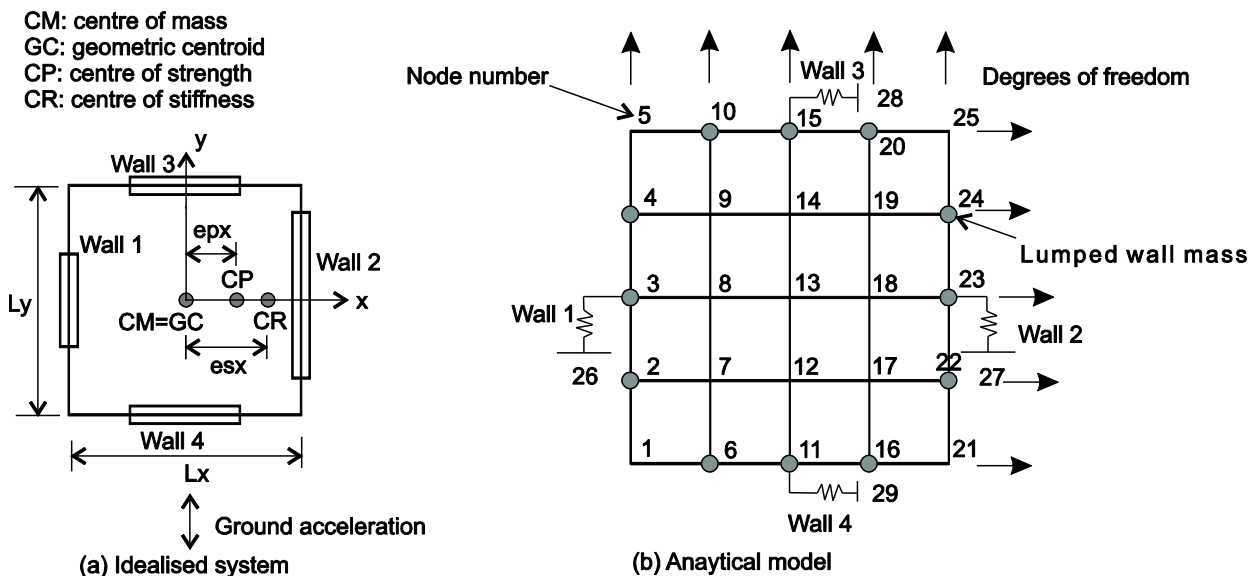 CM: centre of mass
GC: geometric centroid
CP: centre of strength
CR: centre of stiffness
y
Wall 3
epx
Wall 1
CP
Wall 2
Ly
x
CM=GC
CR
esx
Wall 4
Lx
Ground acceleration
(a) Idealised system
Node number
Wall 3
Degrees of freedom
28
5
10
15
20
25
4
9
14
19
24
Lumped wall mass
3
8
13
18
23
Wall 1
Wall 2
26
2
7
12
17
22
27
1
6
11
16
21
29
Wall 4
(b) Anaytical model